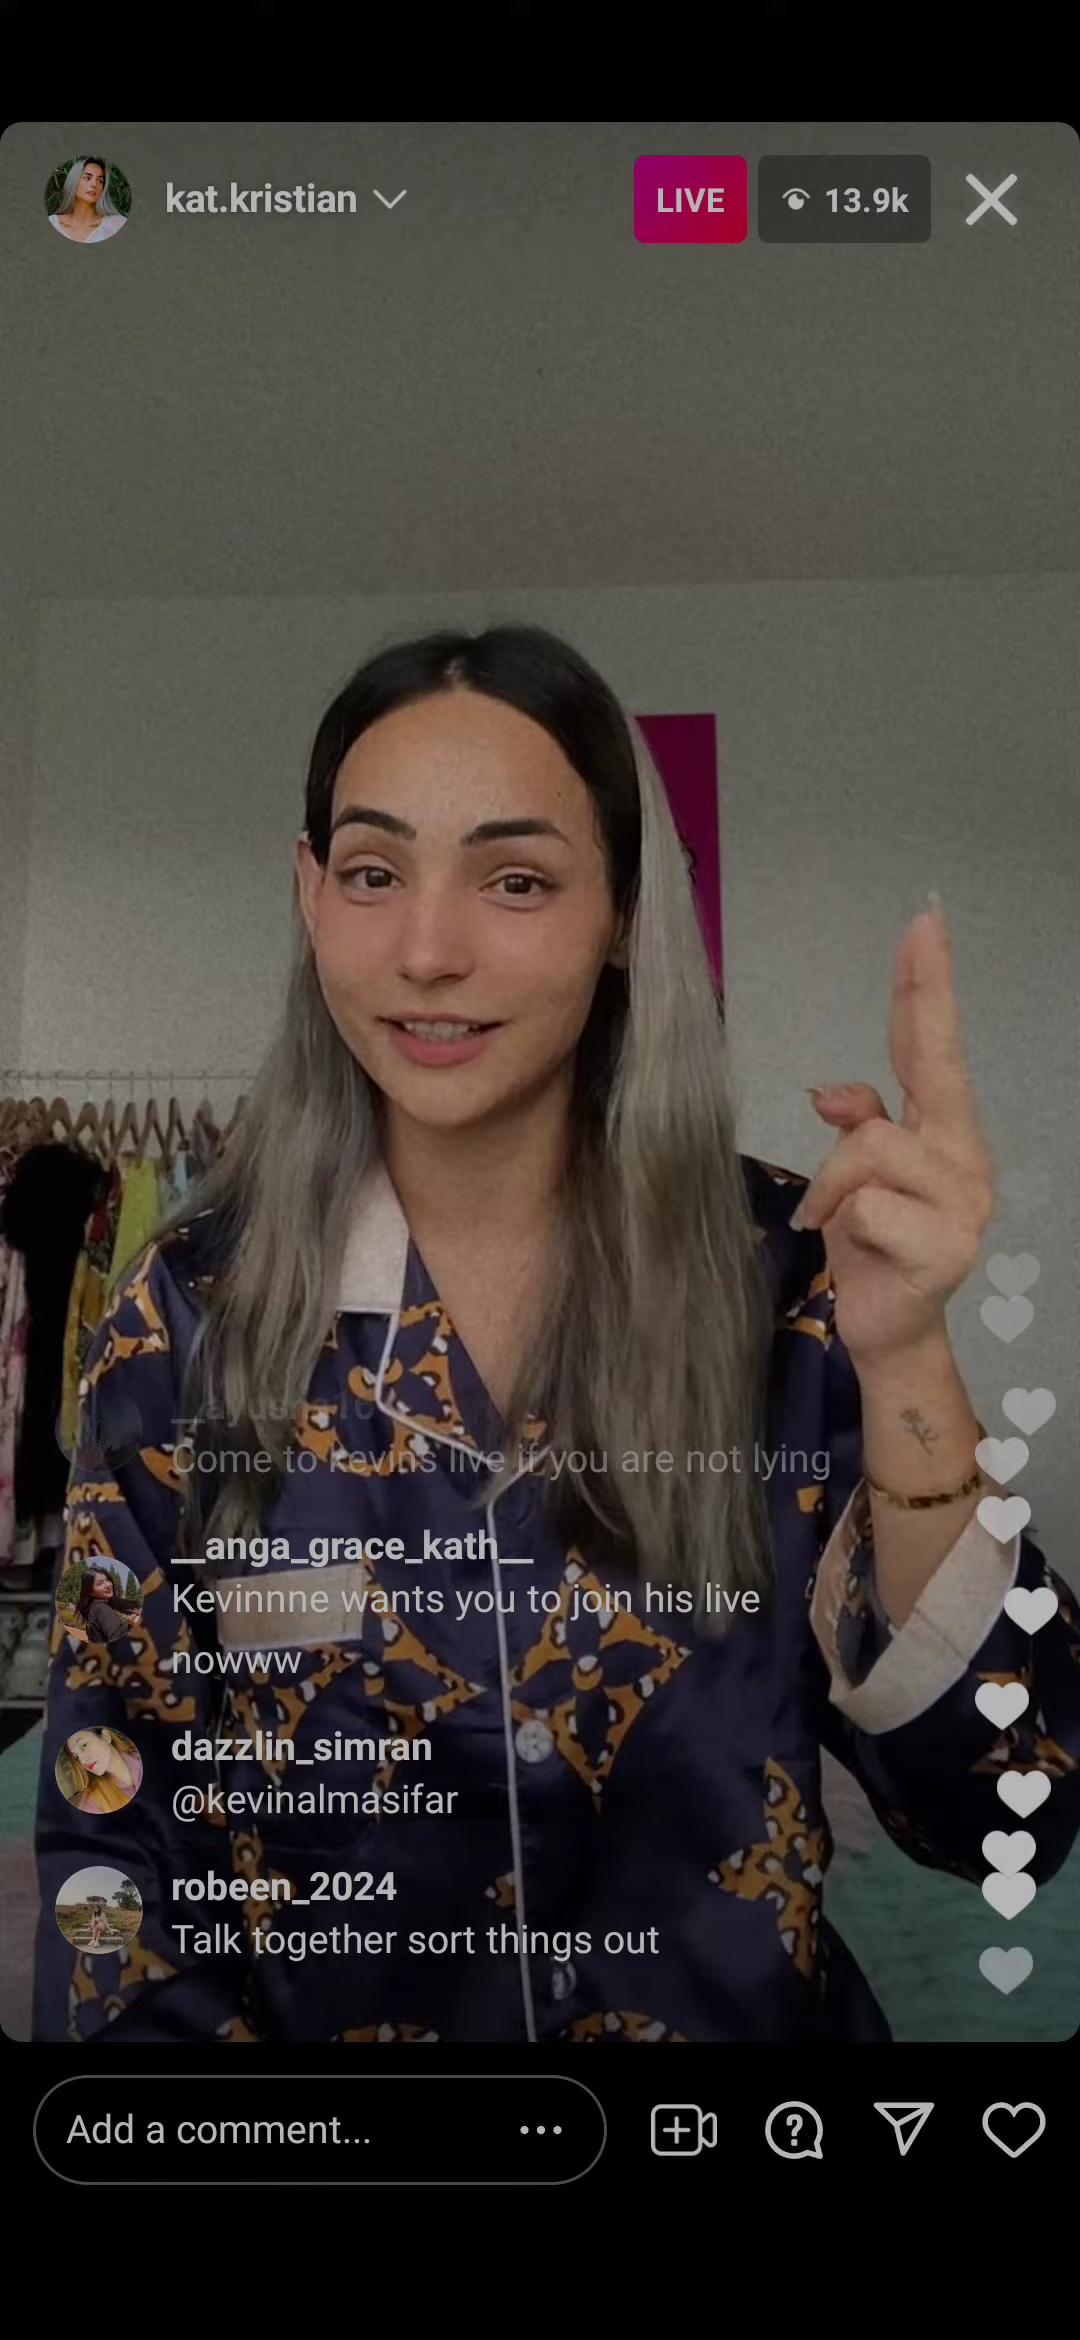 kat.kristian
LIVE
13.9k
Come to kevins live if you are not lying
__anga_grace_kath__
Kevinnne wants you to join his live
nowww
dazzlin_simran
@kevinalmasifar
robeen_2024
Talk together sort things out
Add a comment...